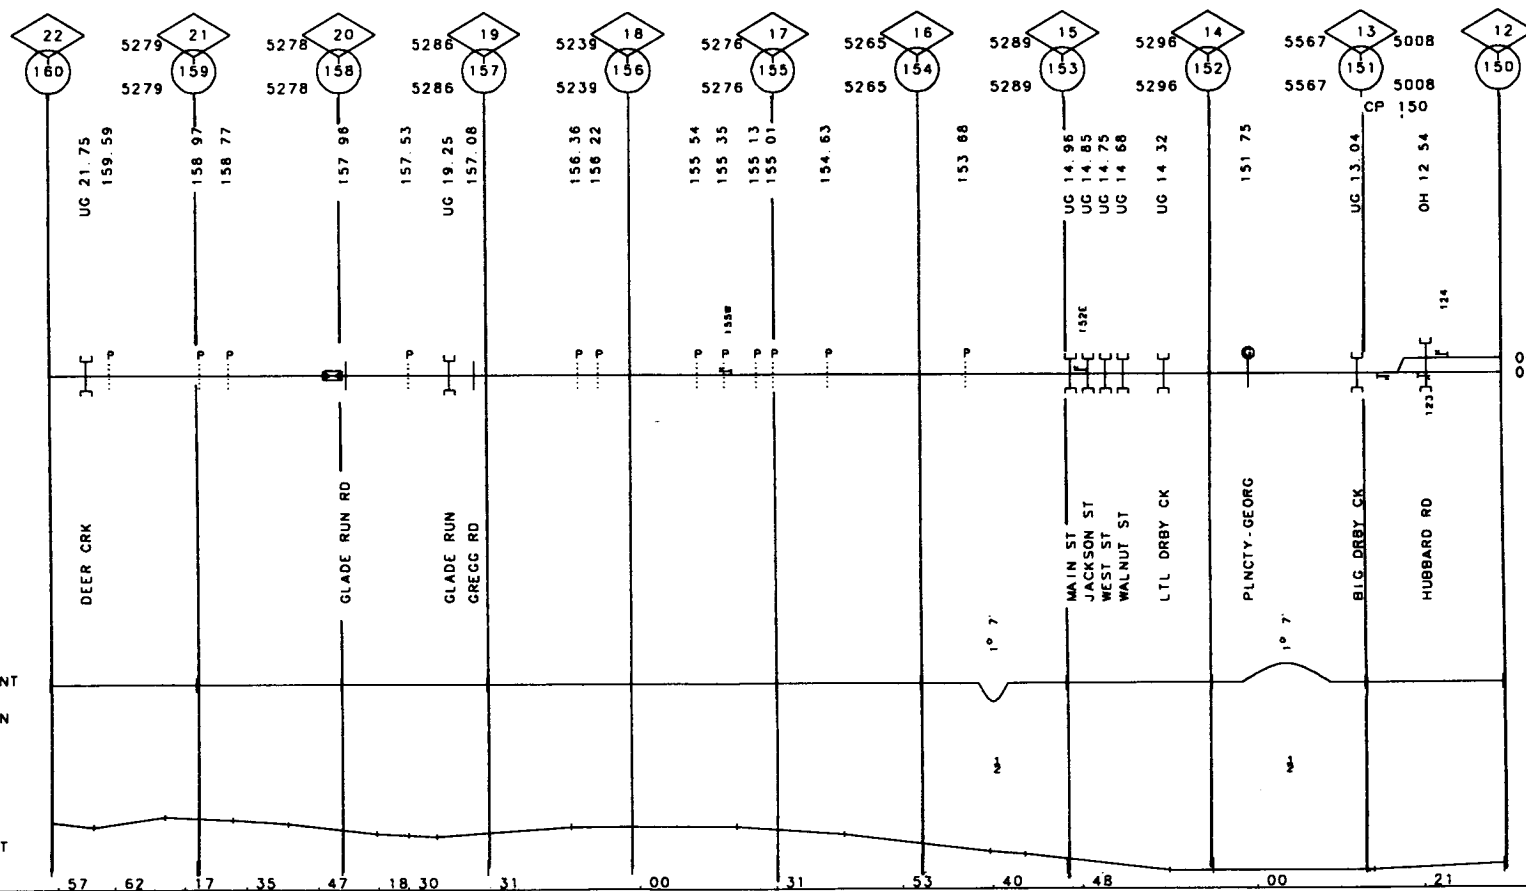 22 21 20 19 18 17 16 15 14 13 12
5279 5278 5286 5239 5276 5265 5289 5296 5567 5008
160 159 158 157 156 155 154 153 152 151 150
5279 5278 5286 5239 5276 5265 5289 5296 5567 5008
CP 150
UG 21.75
159.59
158 97
158 77
157 98
157.53
UG 19.25
157.08
156.36
156 22
155 54
155 35
155 13
155 01
154.63
153 68
UG 14.96
UG 14.85
UG 14.75
UG 14 68
UG 14 32
151 75
UG 13.04
OH 12 54
155W
152E
124
P P P P P P P P P P P P
G
0
0
123
DEER CRK
GLADE RUN RD
GLADE RUN
GREGG RD
MAIN ST
JACKSON ST
WEST ST
WALNUT ST
LTL DRBY CK
PLNCTY-GEORG
BIG DRBY CK
HUBBARD RD
1° 7'
1° 7'
NT
N
½
½
T
.57 .62 .17 .35 .47 .18 .30 .31 .00 .31 .53 .40 .48 .00 .21